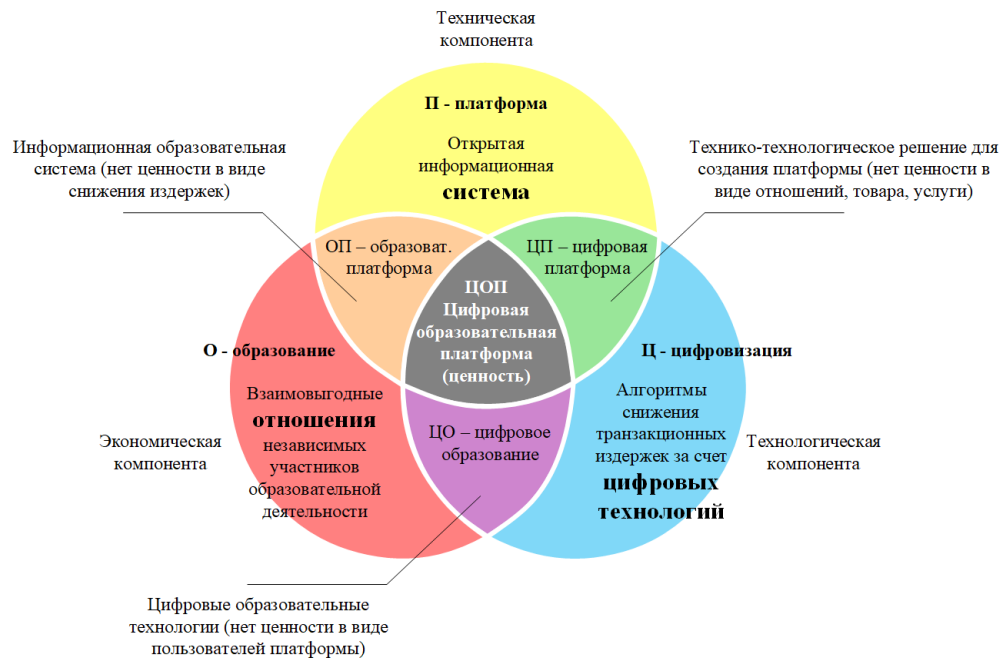 Техническая
компонента
П - платформа
Открытая
информационная
система
Информационная образовательная
система (нет ценности в виде
снижения издержек)
Технико-технологическое решение для
создания платформы (нет ценности в
виде отношений, товара, услуги)
ОП – образоват.
платформа
ЦП – цифровая
платформа
ЦОП
Цифровая
образовательная
платформа
(ценность)
О - образование
Взаимовыгодные
отношения
независимых
участников
образовательной
деятельности
Экономическая
компонента
ЦО – цифровое
образование
Ц - цифровизация
Алгоритмы
снижения
транзакционных
издержек за счет
цифровых
технологий
Технологическая
компонента
Цифровые образовательные
технологии (нет ценности в виде
пользователей платформы)